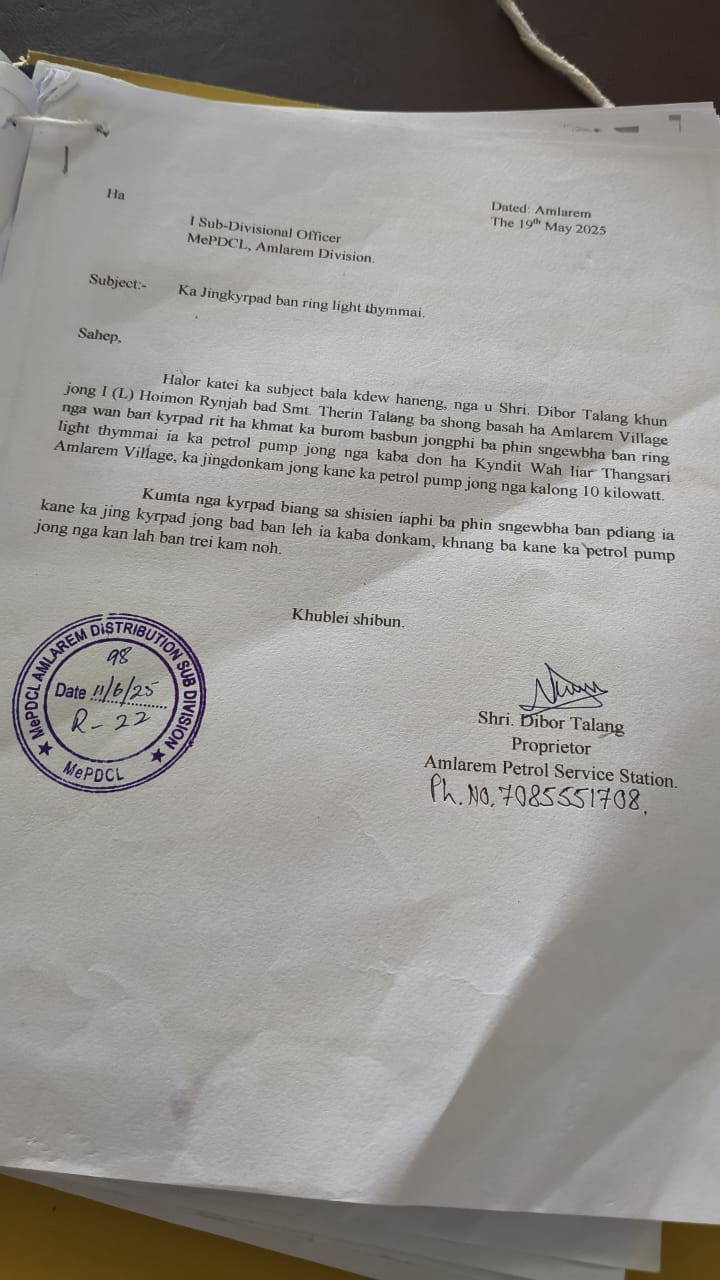 Ha
Dated: Amlarem
The 19th May 2025
I Sub-Divisional Officer
MePDCL, Amlarem Division.
Subject:- Ka Jingkyrpad ban ring light thymmai.
Sahep,
Halor katei ka subject bala kdew haneng, nga u Shri. Dibor Talang khun
jong I (L) Hoimon Rynjah bad Smt. Therin Talang ba shong basah ha Amlarem Village
nga wan ban kyrpad rit ha khmat ka burom basbun jongphi ba phin sngewbha ban ring
light thymmai ia ka petrol pump jong nga kaba don ha Kyndit Wah liar Thangsari
Amlarem Village, ka jingdonkam jong kane ka petrol pump jong nga kalong 10 kilowatt.
Kumta nga kyrpad biang sa shisien iaphi ba phin sngewbha ban pdiang ia
kane ka jing kyrpad jong bad ban leh ia kaba donkam, khnang ba kane ka petrol pump
jong nga kan lah ban trei kam noh.
Khublei shibun.
MePDCL AMLAREM DISTRIBUTION SUB DIVISION
98
Date 11/6/25
R-22
MePDCL
Shri. Dibor Talang
Proprietor
Amlarem Petrol Service Station.
Ph. NO. 7085551708.